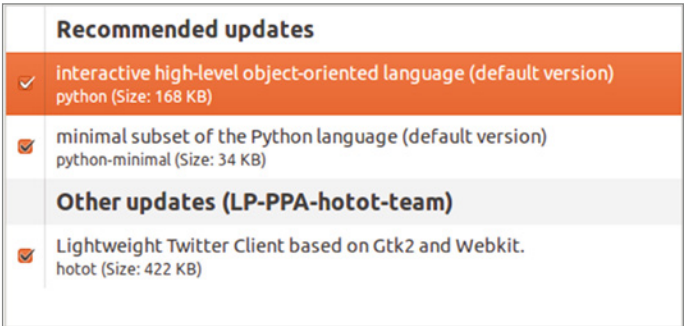 Recommended updates
interactive high-level object-oriented language (default version)
python (Size: 168 KB)
minimal subset of the Python language (default version)
python-minimal (Size: 34 KB)
Other updates (LP-PPA-hotot-team)
Lightweight Twitter Client based on Gtk2 and Webkit.
hotot (Size: 422 KB)